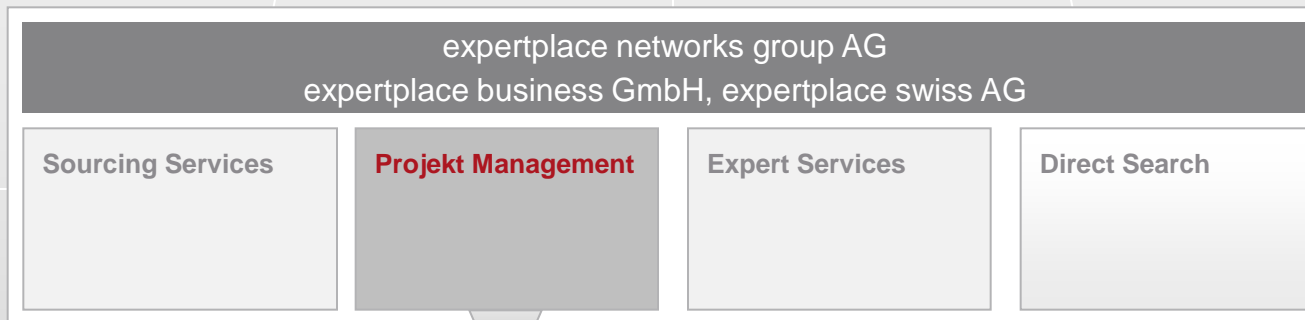 expertplace networks group AG
expertplace business GmbH, expertplace swiss AG
Sourcing Services
Projekt Management
Expert Services
Direct Search